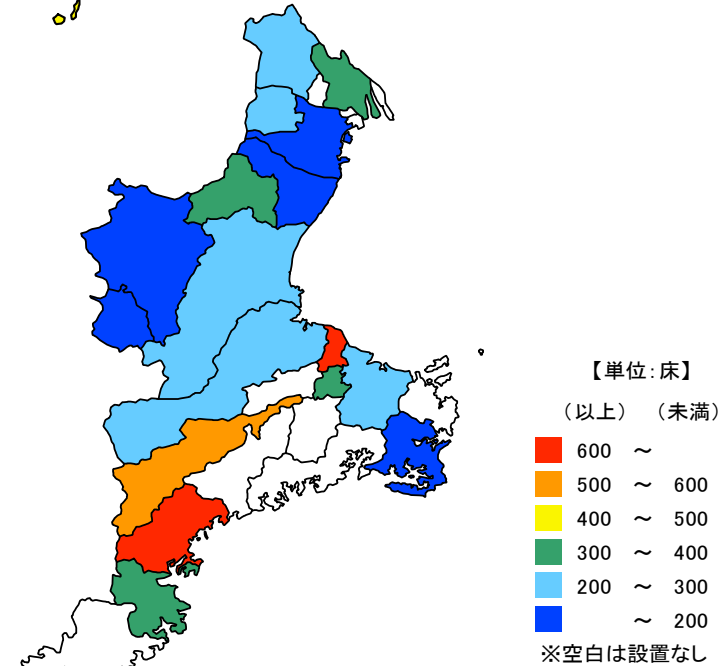 【単位:床】
（以上） （未満）
600 ～
500 ～ 600
400 ～ 500
300 ～ 400
200 ～ 300
～ 200
※空白は設置なし